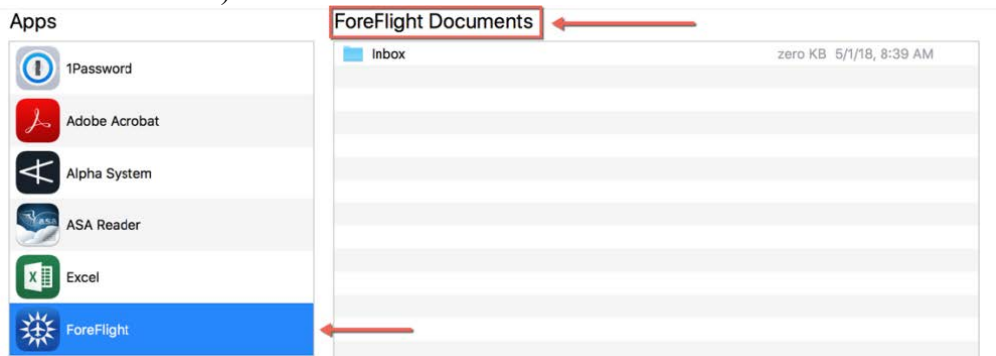 Apps
ForeFlight Documents
Inbox zero KB 5/1/18, 8:39 AM
1Password
Adobe Acrobat
Alpha System
ASA Reader
Excel
ForeFlight